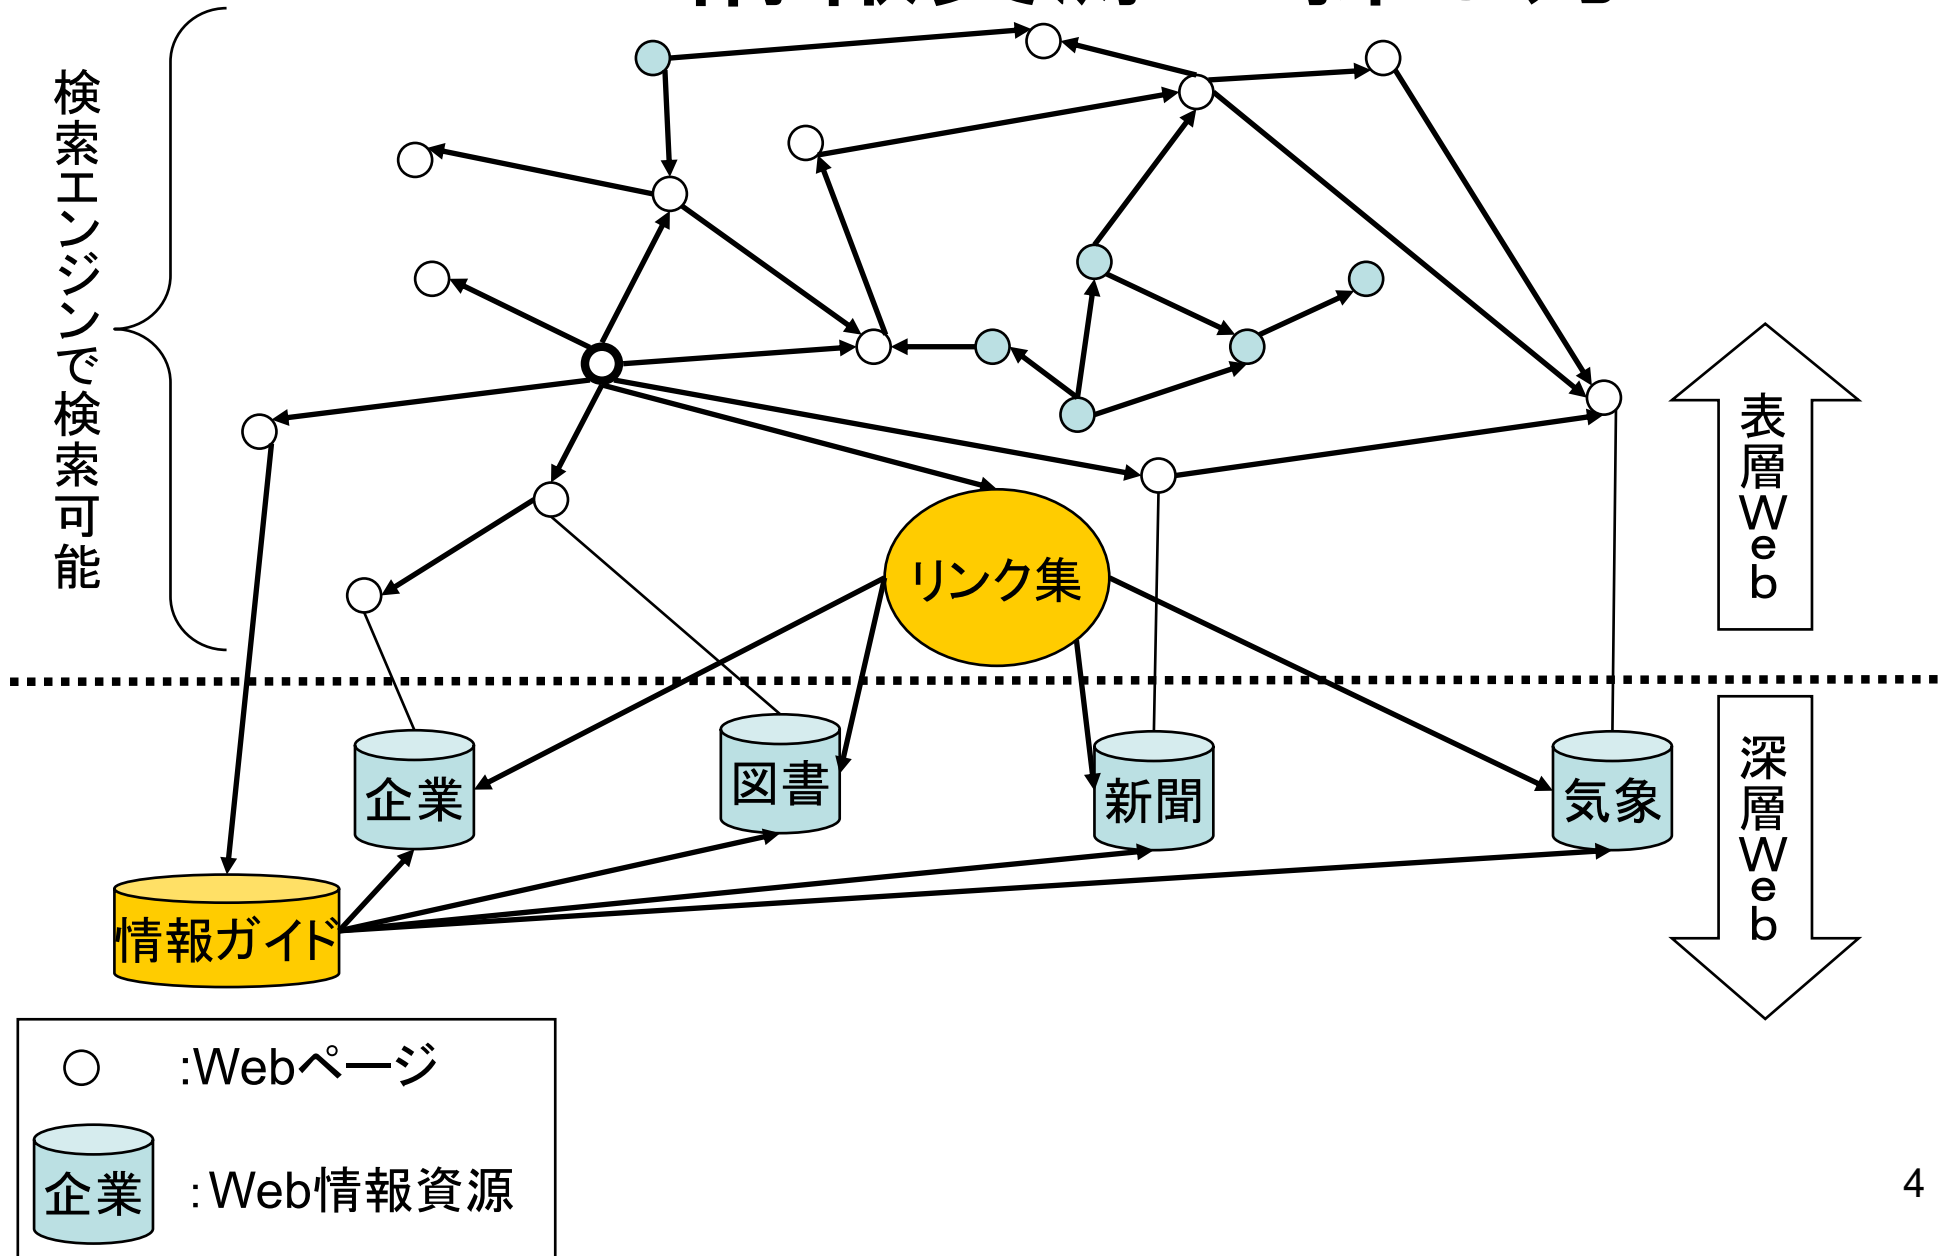 検索エンジンで検索可能
リンク集
表層Web
企業
図書
新聞
気象
深層Web
情報ガイド
:Webページ
企業
:Web情報資源
4